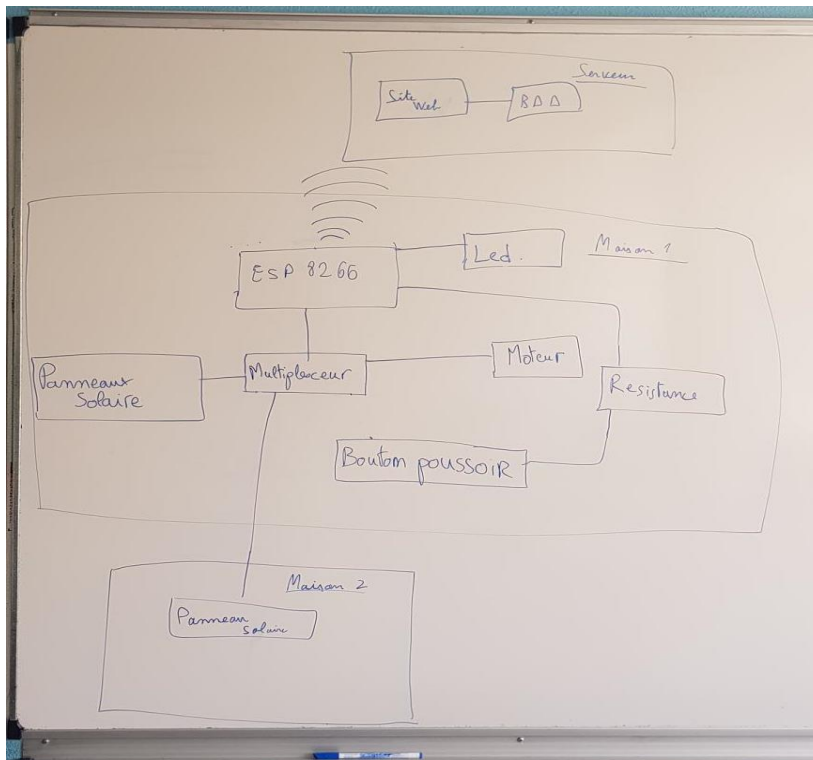 Serveur
Site
Web
BDD
ESP 8266
Led.
Maison 1
Panneaux
Solaire
Multiplexeur
Moteur
Resistance
Bouton poussoiR
Maison 2
Panneau
solaire